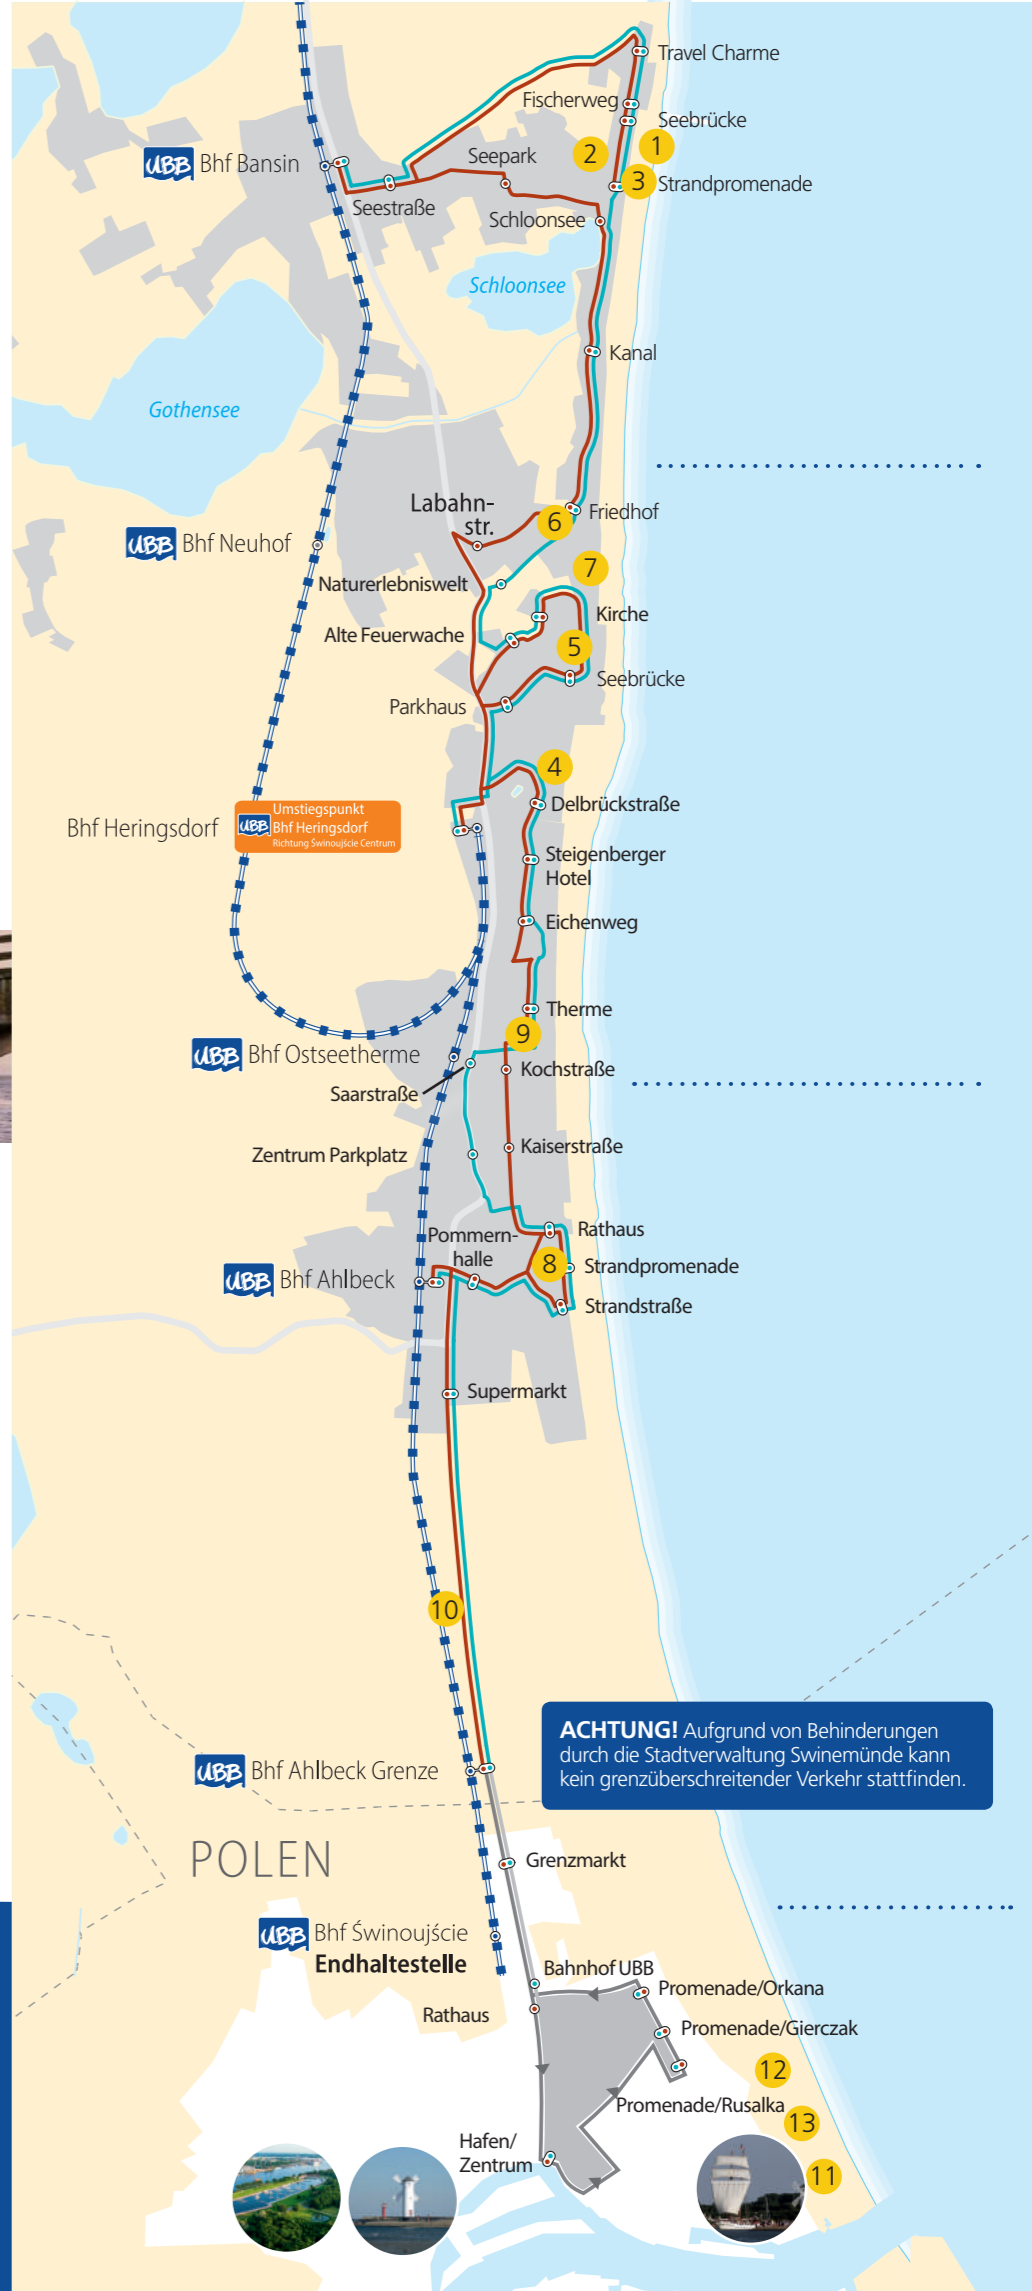 Travel Charme
Fischerweg
Seebrücke
2
1
UBB Bhf Bansin
Seepark
3
Strandpromenade
Seestraße
Schloonsee
Schloonsee
Kanal
Gothensee
Labahn-
str.
6
Friedhof
UBB Bhf Neuhof
7
Naturerlebniswelt
Kirche
Alte Feuerwache
5
Seebrücke
Parkhaus
4
Delbrückstraße
Bhf Heringsdorf
Umstiegspunkt
UBB Bhf Heringsdorf
Richtung Świnoujście Centrum
Steigenberger
Hotel
Eichenweg
Therme
9
UBB Bhf Ostseetherme
Kochstraße
Saarstraße
Kaiserstraße
Zentrum Parkplatz
Rathaus
Pommern-
halle
8
Strandpromenade
UBB Bhf Ahlbeck
Strandstraße
Supermarkt
10
ACHTUNG! Aufgrund von Behinderungen
durch die Stadtverwaltung Swinemünde kann
kein grenzüberschreitender Verkehr stattfinden.
UBB Bhf Ahlbeck Grenze
POLEN
Grenzmarkt
UBB Bhf Świnoujście
Endhaltestelle
Bahnhof UBB
Promenade/Orkana
Rathaus
Promenade/Gierczak
12
Promenade/Rusalka
13
Hafen/
Zentrum
11